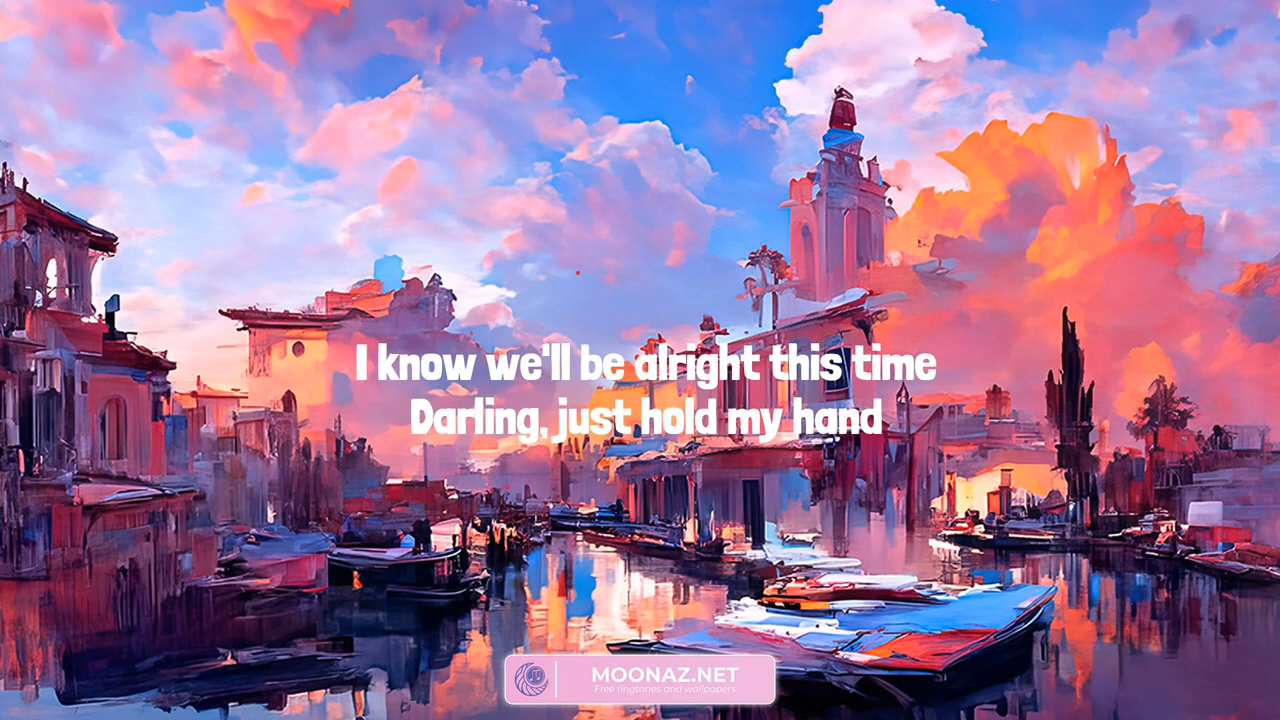 I know we'll be alright this time
Darling, just hold my hand
MOONAZ.NET
Free ringtones and wallpapers